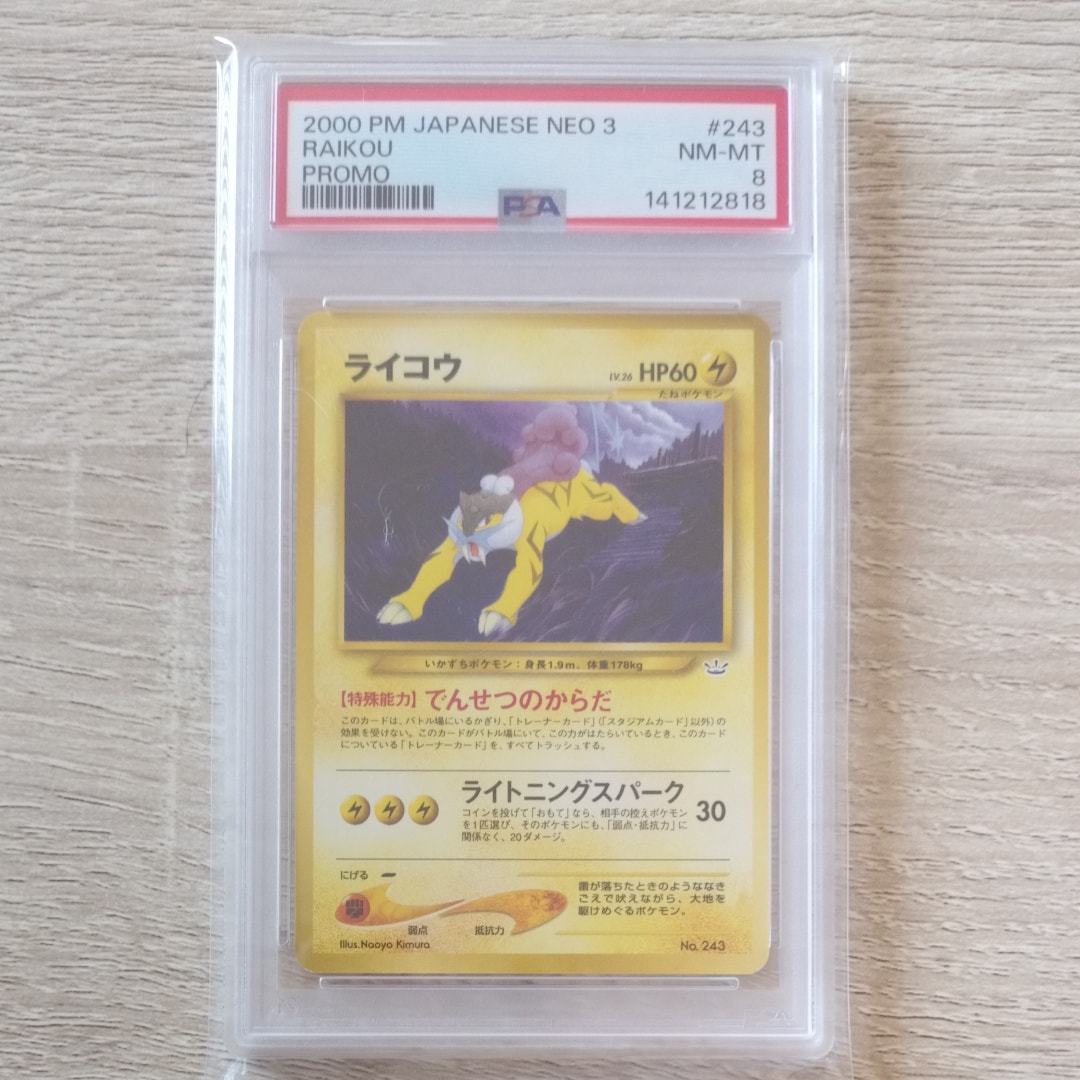 2000 PM JAPANESE NEO 3 #243
RAIKOU NM-MT
PROMO 8
PSA 141212818
ライコウ LV.26 HP60
たねポケモン
いかずちポケモン：身長1.9m、体重178kg
【特殊能力】でんせつのからだ
このカードは、バトル場にいるかぎり、「トレーナーカード」（「スタジアムカード」以外）の
効果を受けない。このカードがバトル場にいて、この力がはたらいているとき、このカード
についている「トレーナーカード」を、すべてトラッシュする。
ライトニングスパーク 30
コインを投げて「おもて」なら、相手の控えポケモン
を1匹選び、そのポケモンにも、「弱点・抵抗力」に
関係なく、20ダメージ。
にげる
弱点 抵抗力
雷が落ちたときのようななき
ごえで吠えながら、大地を
駆けめぐるポケモン。
Illus.Naoyo Kimura No. 243